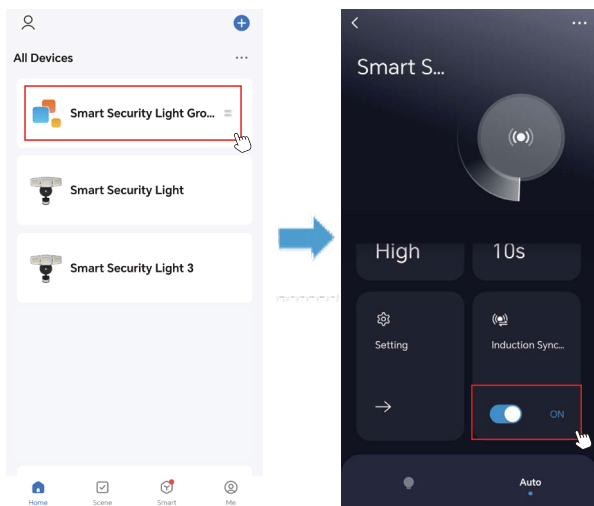 All Devices
Smart Security Light Gro...
Smart Security Light
Smart Security Light 3
Home
Scene
Smart
Me
Smart S...
High
10s
Setting
Induction Sync...
ON
Auto